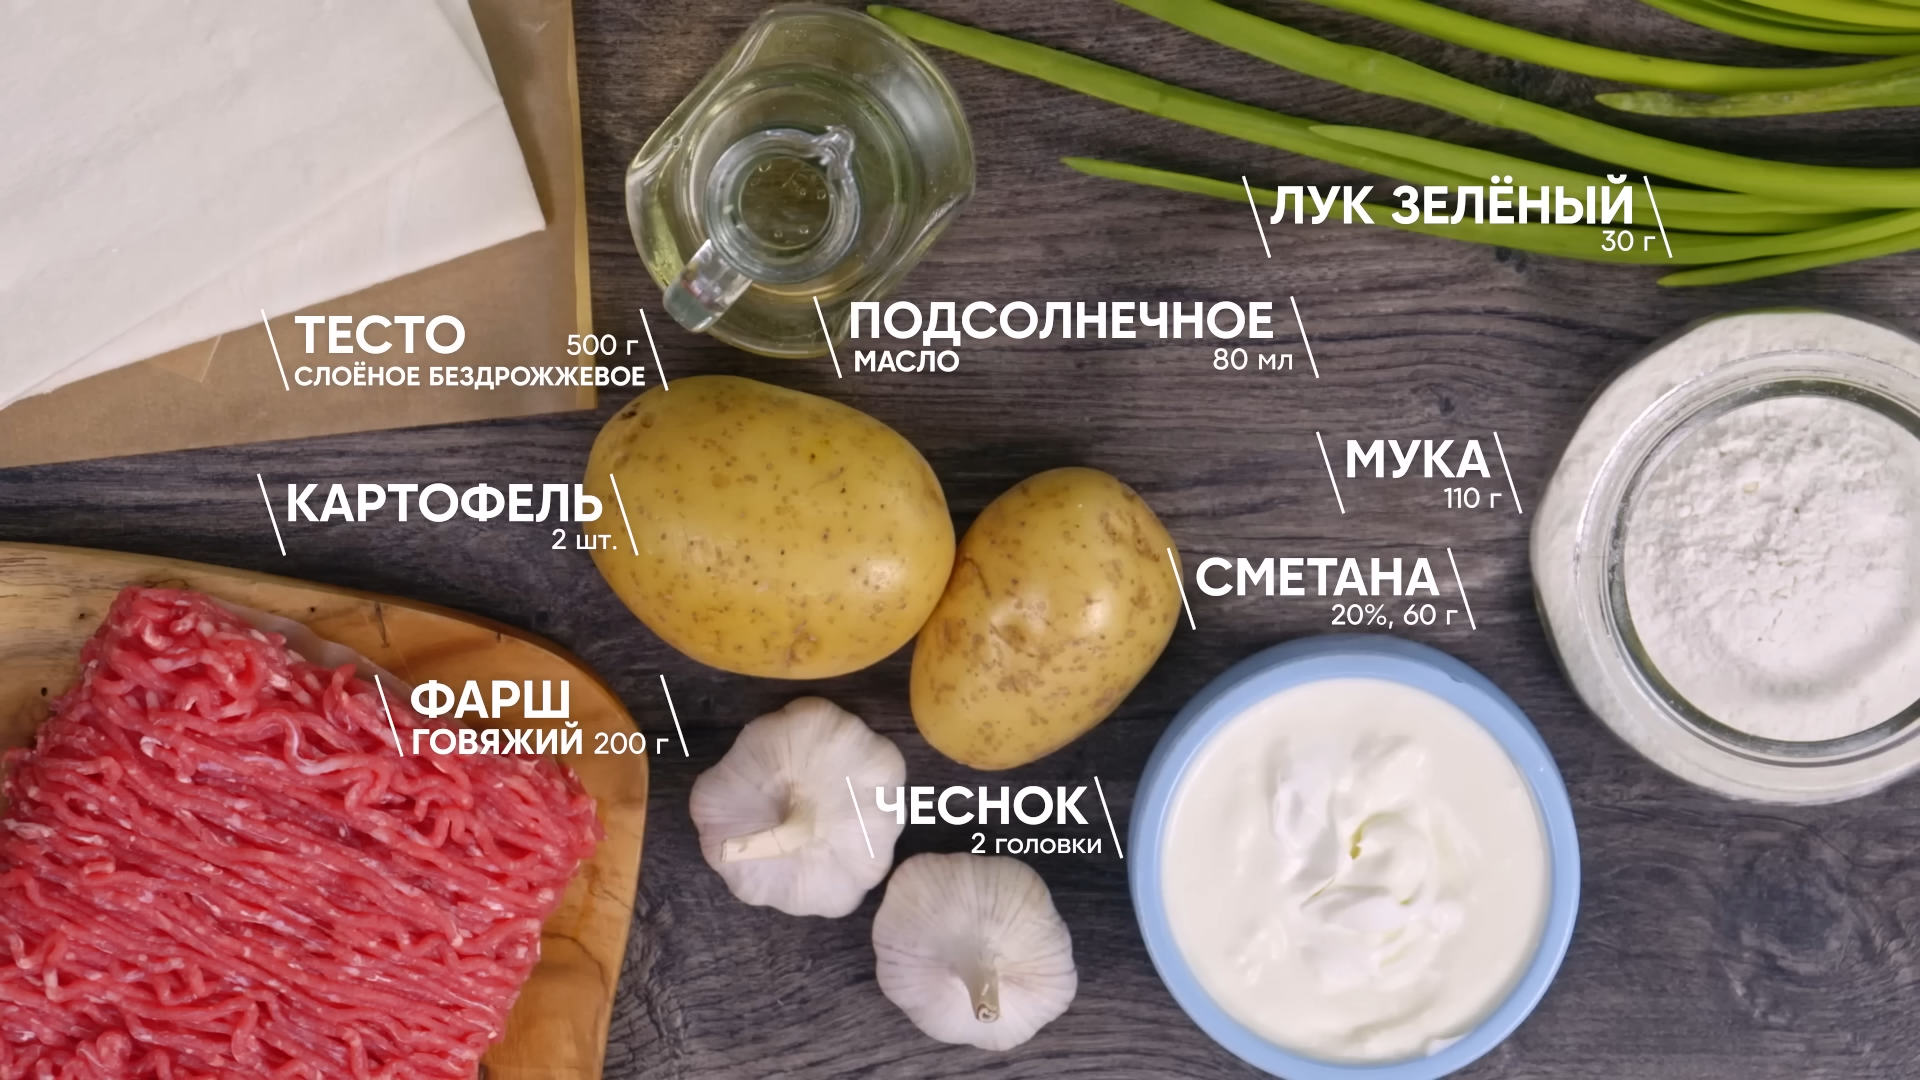 ЛУК ЗЕЛЁНЫЙ
30 г
ТЕСТО
500 г
СЛОЁНОЕ БЕЗДРОЖЖЕВОЕ
ПОДСОЛНЕЧНОЕ
МАСЛО 80 мл
МУКА
110 г
КАРТОФЕЛЬ
2 шт.
СМЕТАНА
20%, 60 г
ФАРШ
ГОВЯЖИЙ 200 г
ЧЕСНОК
2 головки